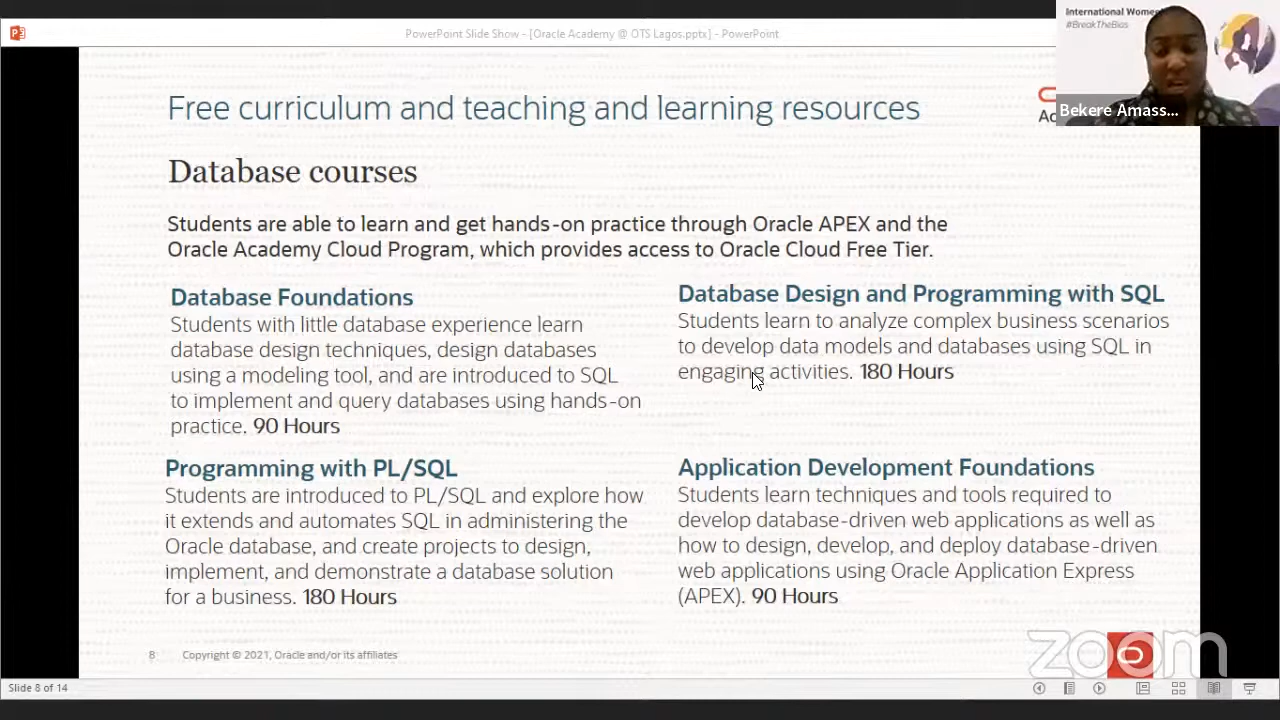 PowerPoint Slide Show - [Oracle Academy @ OTS Lagos.pptx] - PowerPoint
International Wome
#BreakTheBias
Bekere Amass...
Free curriculum and teaching and learning resources
Database courses
Students are able to learn and get hands-on practice through Oracle APEX and the
Oracle Academy Cloud Program, which provides access to Oracle Cloud Free Tier.
Database Foundations
Students with little database experience learn
database design techniques, design databases
using a modeling tool, and are introduced to SQL
to implement and query databases using hands-on
practice. 90 Hours
Database Design and Programming with SQL
Students learn to analyze complex business scenarios
to develop data models and databases using SQL in
engaging activities. 180 Hours
Programming with PL/SQL
Students are introduced to PL/SQL and explore how
it extends and automates SQL in administering the
Oracle database, and create projects to design,
implement, and demonstrate a database solution
for a business. 180 Hours
Application Development Foundations
Students learn techniques and tools required to
develop database-driven web applications as well as
how to design, develop, and deploy database-driven
web applications using Oracle Application Express
(APEX). 90 Hours
8 Copyright © 2021, Oracle and/or its affiliates
zoom
Slide 8 of 14